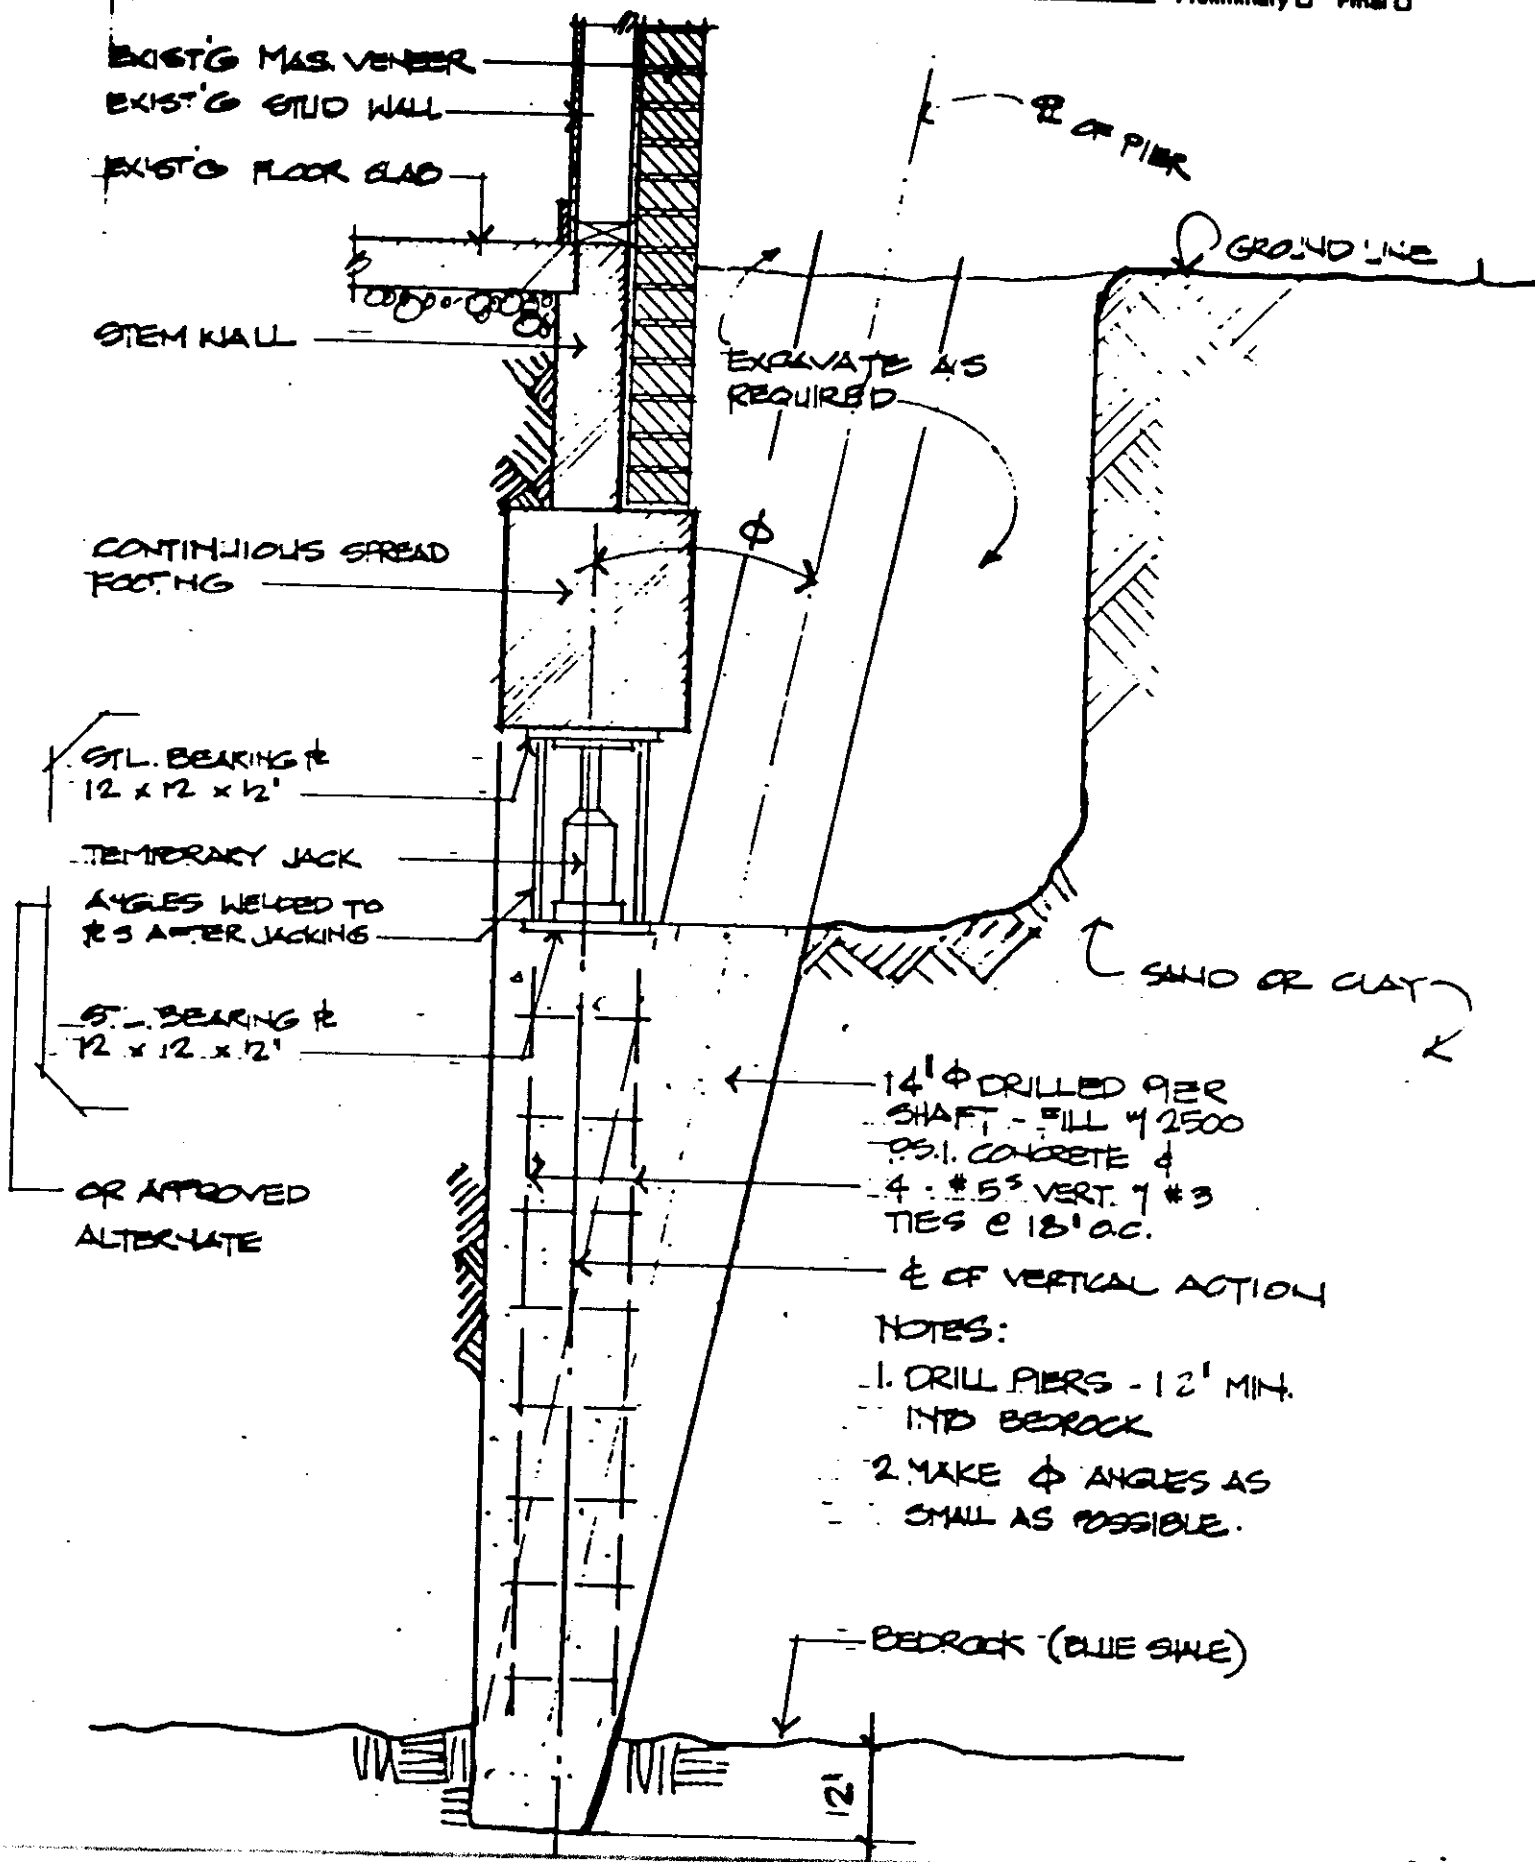 Preliminary □ Final □
EXIST'G MAS. VENEER
EXIST'G STUD WALL
EXIST'G FLOOR SLAB
℄ OF PIER
GROUND LINE
STEM WALL
EXCAVATE AS
REQUIRED
ϕ
CONTINUIOUS SPREAD
FOOTING
STL. BEARING ⅊
12 x 12 x ½"
TEMPORARY JACK
ANGLES WELDED TO
⅊S AFTER JACKING
STL. BEARING ⅊
12 x 12 x ½"
OR APPROVED
ALTERNATE
SAND OR CLAY
14" ϕ DRILLED PIER
SHAFT - FILL W/ 2500
P.S.I. CONCRETE &
4 - #5s VERT. W/ #3
TIES @ 18" O.C.
℄ OF VERTICAL ACTION
NOTES:
1. DRILL PIERS - 12" MIN.
INTO BEDROCK
2. MAKE ϕ ANGLES AS
SMALL AS POSSIBLE.
BEDROCK (BLUE SHALE)
12"